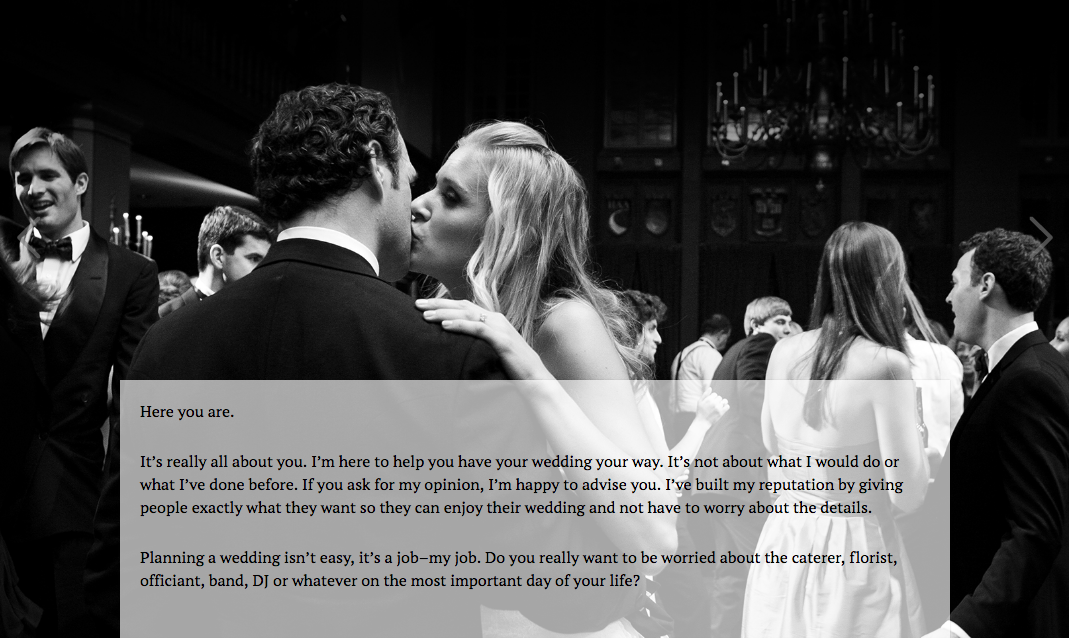 Here you are.
It’s really all about you. I’m here to help you have your wedding your way. It’s not about what I would do or
what I’ve done before. If you ask for my opinion, I’m happy to advise you. I’ve built my reputation by giving
people exactly what they want so they can enjoy their wedding and not have to worry about the details.
Planning a wedding isn’t easy, it’s a job–my job. Do you really want to be worried about the caterer, florist,
officiant, band, DJ or whatever on the most important day of your life?